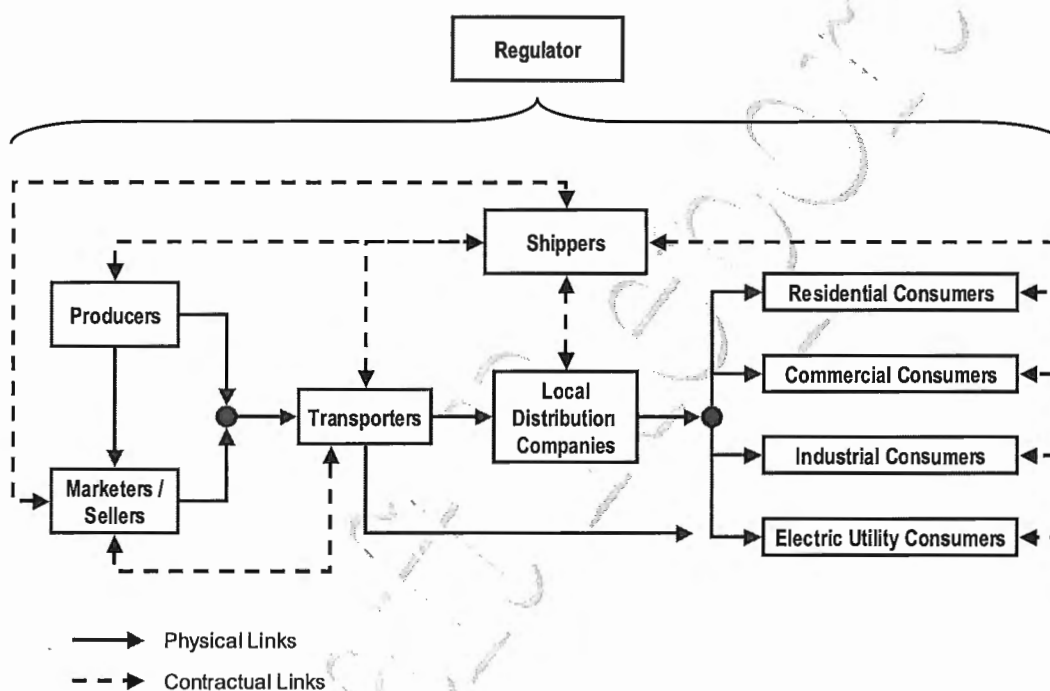 Regulator
Shippers
Producers
Residential Consumers
Commercial Consumers
Local
Distribution
Companies
Transporters
Industrial Consumers
Marketers /
Sellers
Electric Utility Consumers
Physical Links
Contractual Links